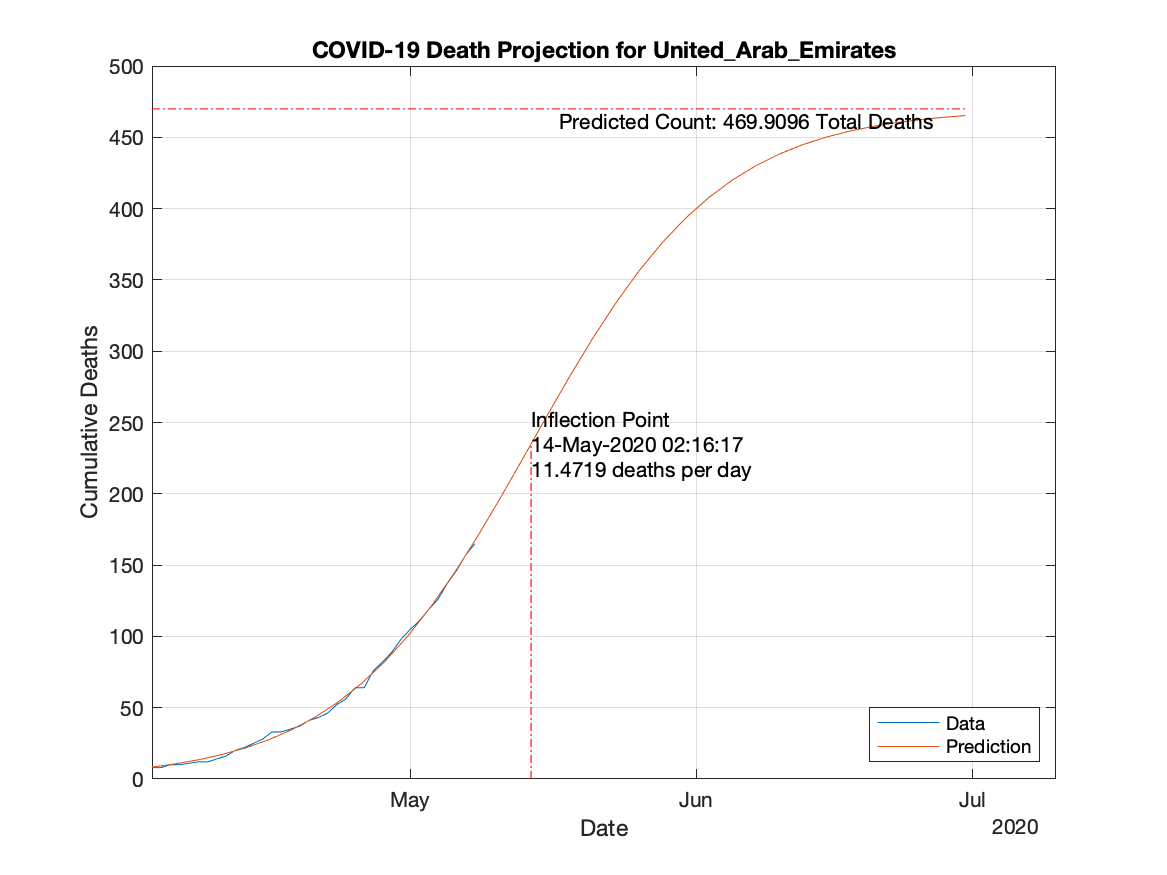 COVID-19 Death Projection for United_Arab_Emirates
500
450
400
350
300
250
200
150
100
50
0
Cumulative Deaths
Predicted Count: 469.9096 Total Deaths
Inflection Point
14-May-2020 02:16:17
11.4719 deaths per day
Data
Prediction
May
Jun
Jul
Date
2020